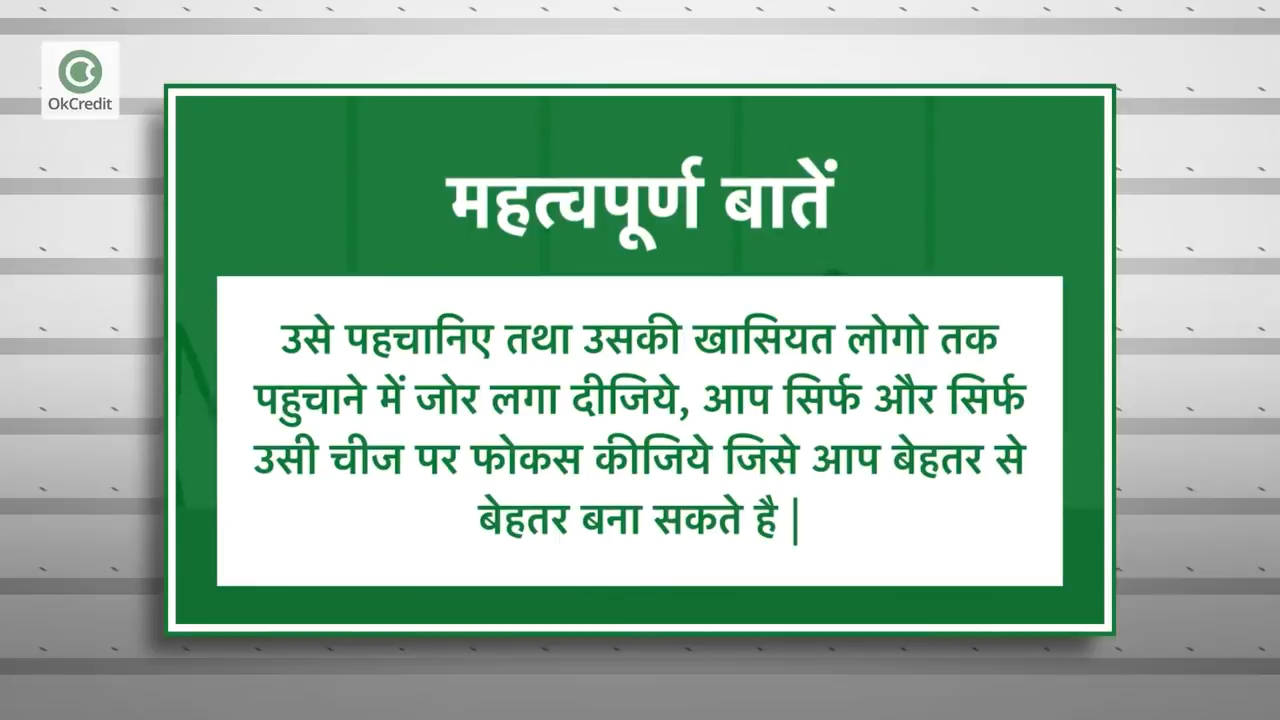 OkCredit
महत्वपूर्ण बातें
उसे पहचानिए तथा उसकी खासियत लोगो तक
पहुचाने में जोर लगा दीजिये, आप सिर्फ और सिर्फ
उसी चीज पर फोकस कीजिये जिसे आप बेहतर से
बेहतर बना सकते है |